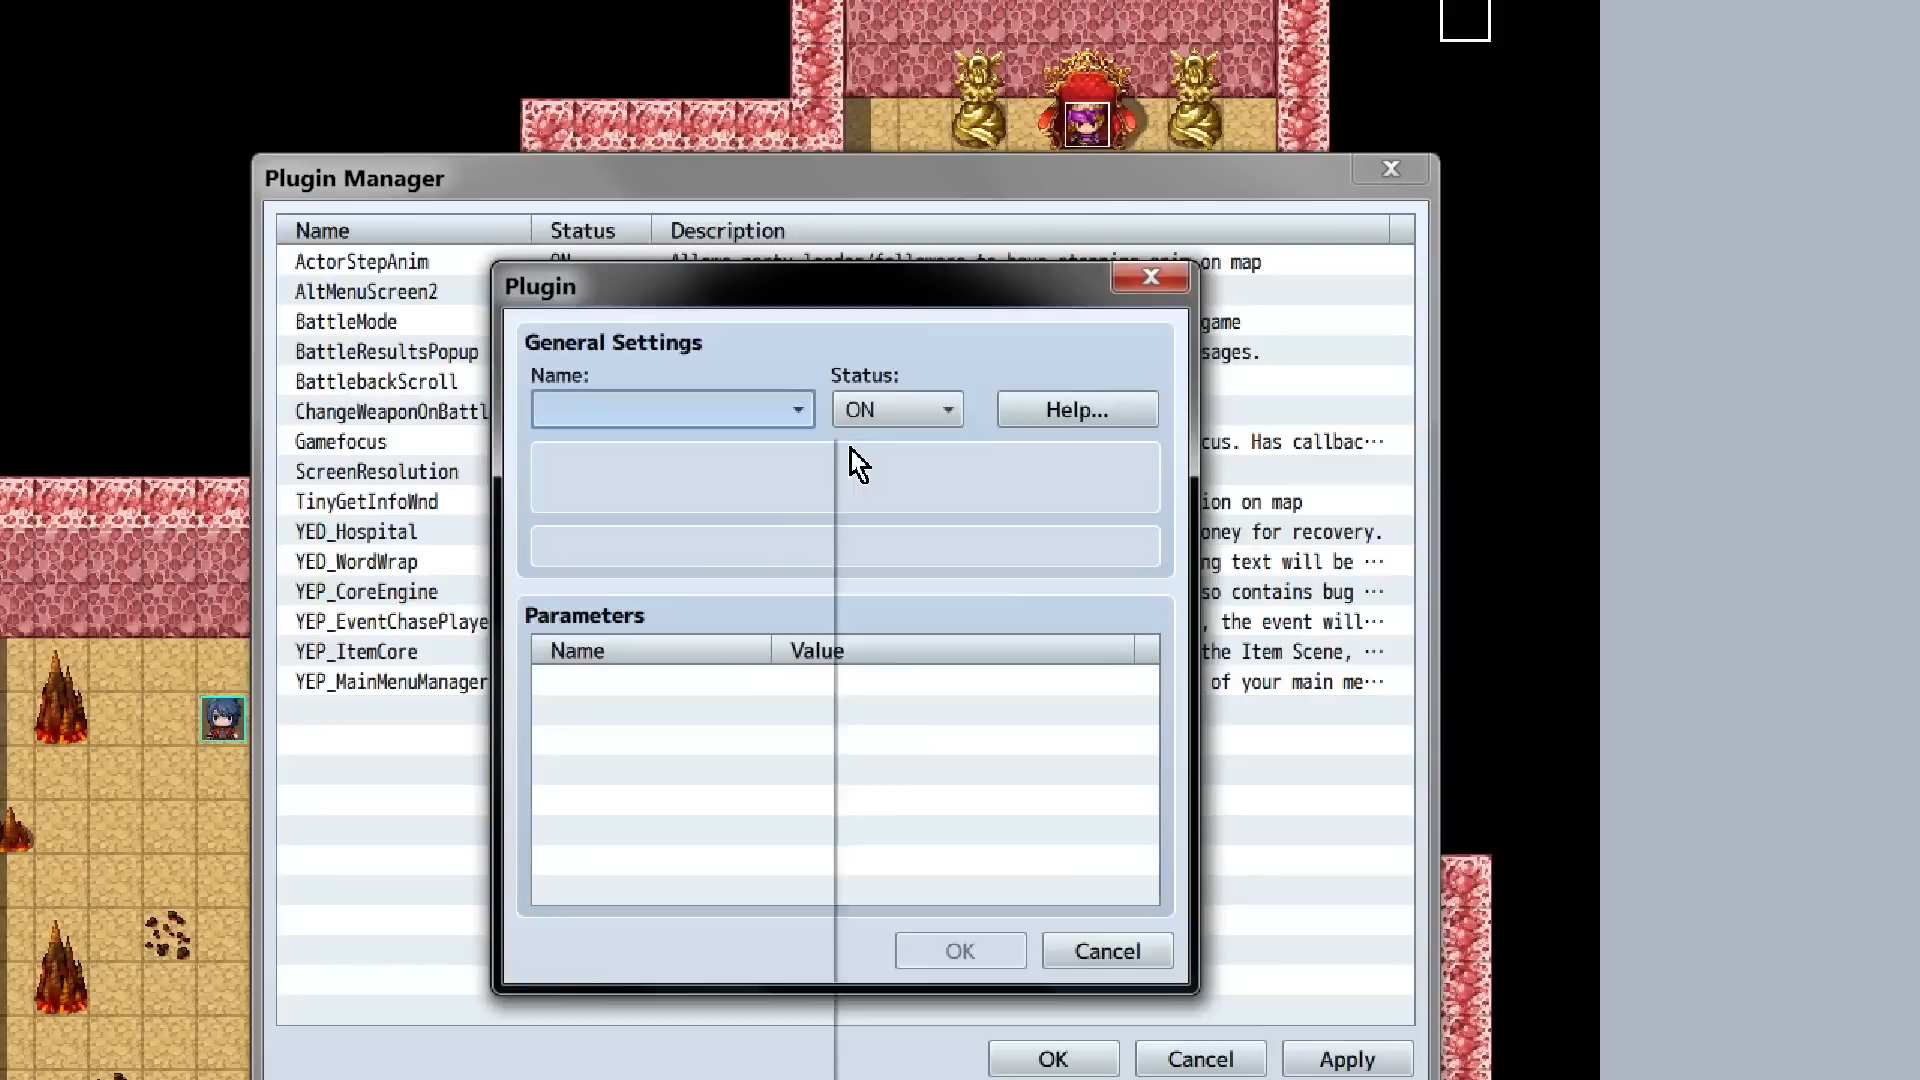 Plugin Manager
X
Name Status Description
ActorStepAnim on map
AltMenuScreen2
BattleMode game
BattleResultsPopup sages.
BattlebackScroll
ChangeWeaponOnBattl
Gamefocus cus. Has callbac…
ScreenResolution
TinyGetInfoWnd ion on map
YED_Hospital oney for recovery.
YED_WordWrap ng text will be …
YEP_CoreEngine so contains bug …
YEP_EventChasePlaye , the event will…
YEP_ItemCore the Item Scene, …
YEP_MainMenuManager of your main me…
OK Cancel Apply
Plugin
X
General Settings
Name: Status:
ON Help...
Parameters
Name Value
OK Cancel